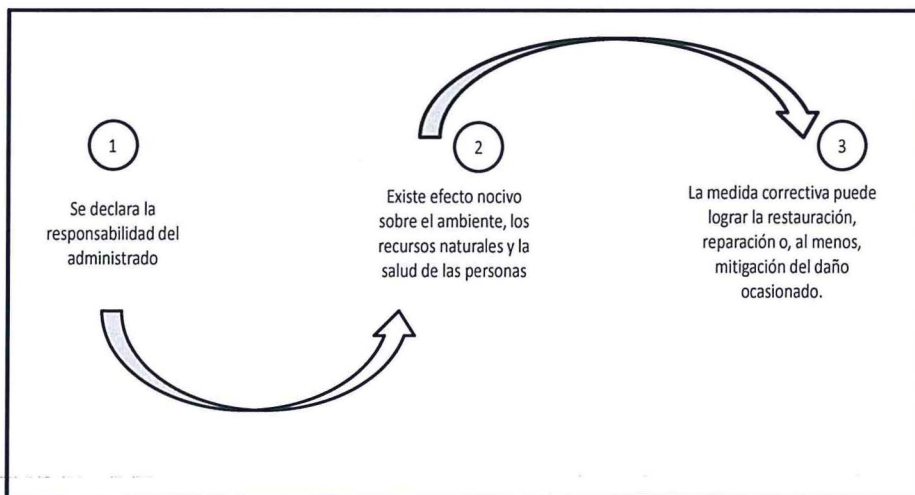 1
Se declara la
responsabilidad del
administrado
2
Existe efecto nocivo
sobre el ambiente, los
recursos naturales y la
salud de las personas
3
La medida correctiva puede
lograr la restauración,
reparación o, al menos,
mitigación del daño
ocasionado.